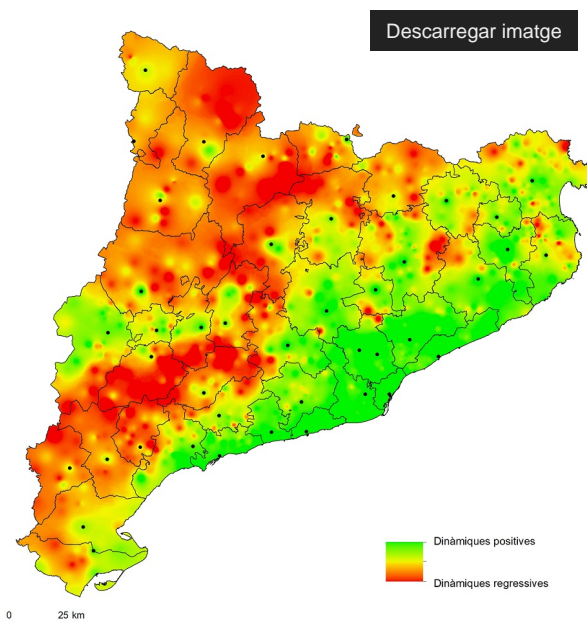 Descarregar imatge
Dinàmiques positives
Dinàmiques regressives
0 25 km